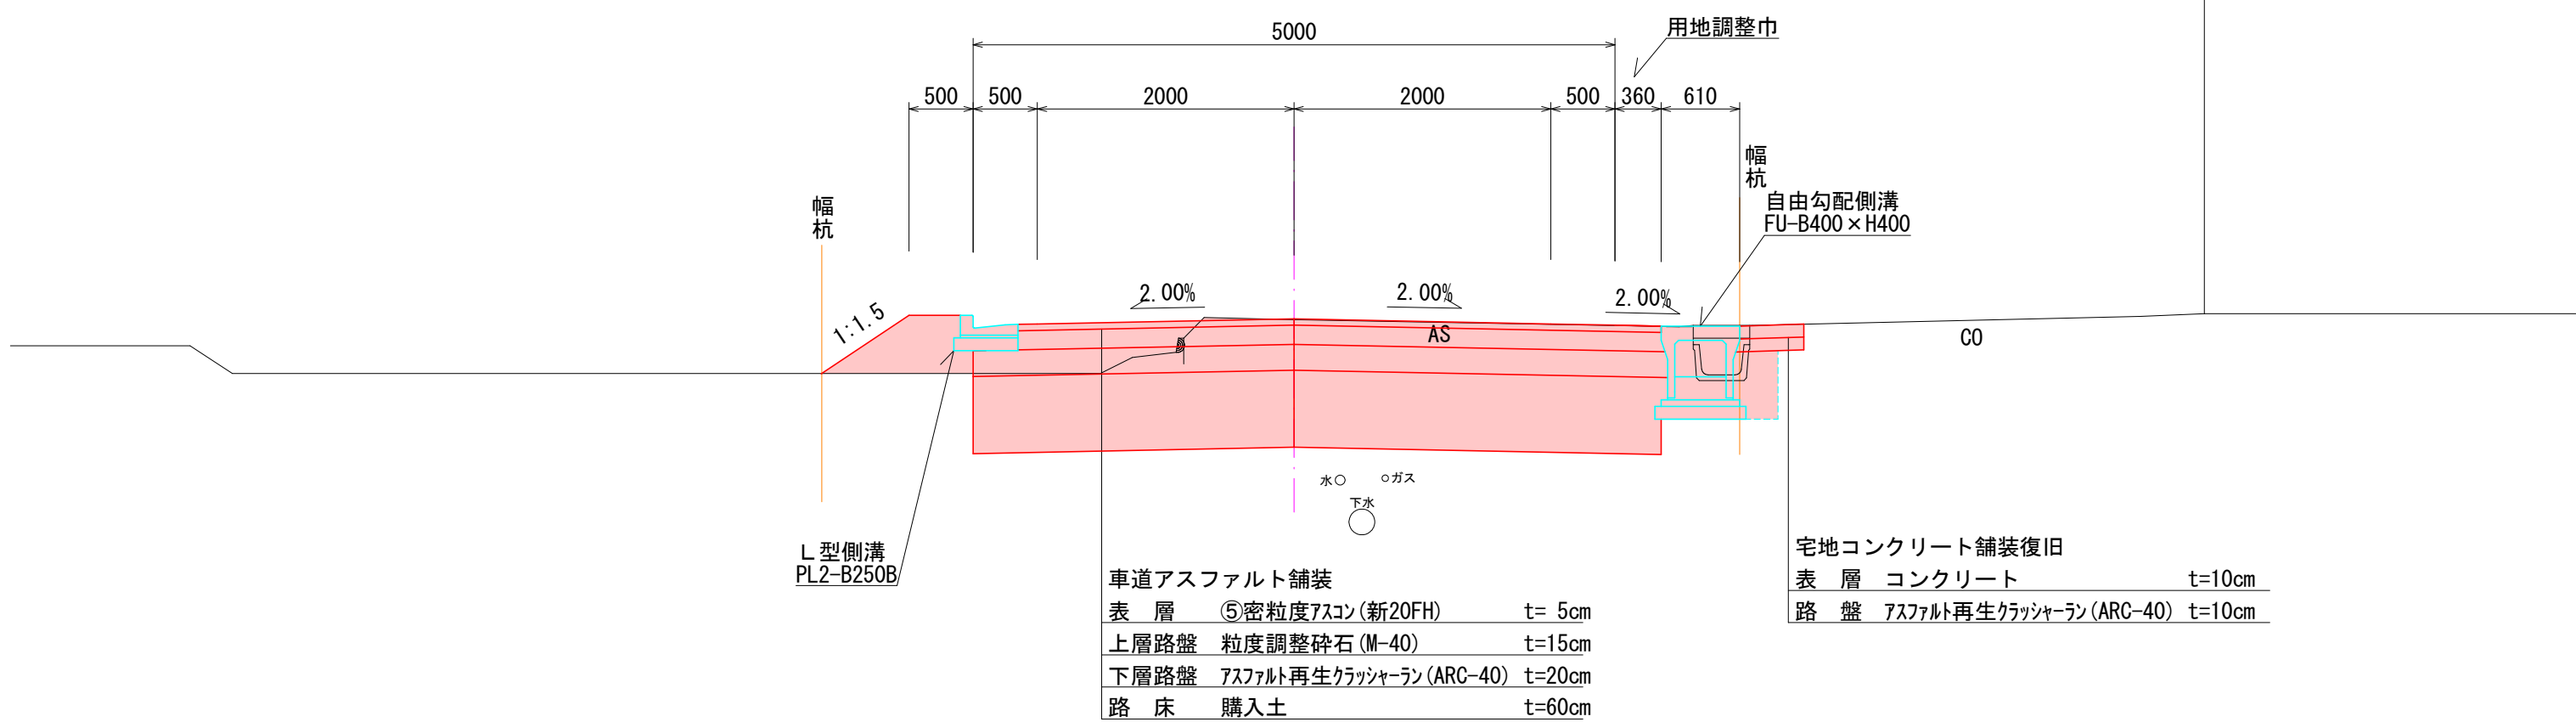 5000
用地調整巾
500
500
2000
2000
500
360
610
幅杭
幅杭
自由勾配側溝
FU-B400×H400
1:1.5
2.00%
2.00%
2.00%
AS
CO
水
ガス
下水
L型側溝
PL2-B250B
車道アスファルト舗装
表 層 ⑤密粒度アスコン(新20FH) t= 5cm
上層路盤 粒度調整砕石(M-40) t=15cm
下層路盤 アスファルト再生クラッシャーラン(ARC-40) t=20cm
路 床 購入土 t=60cm
宅地コンクリート舗装復旧
表 層 コンクリート t=10cm
路 盤 アスファルト再生クラッシャーラン(ARC-40) t=10cm